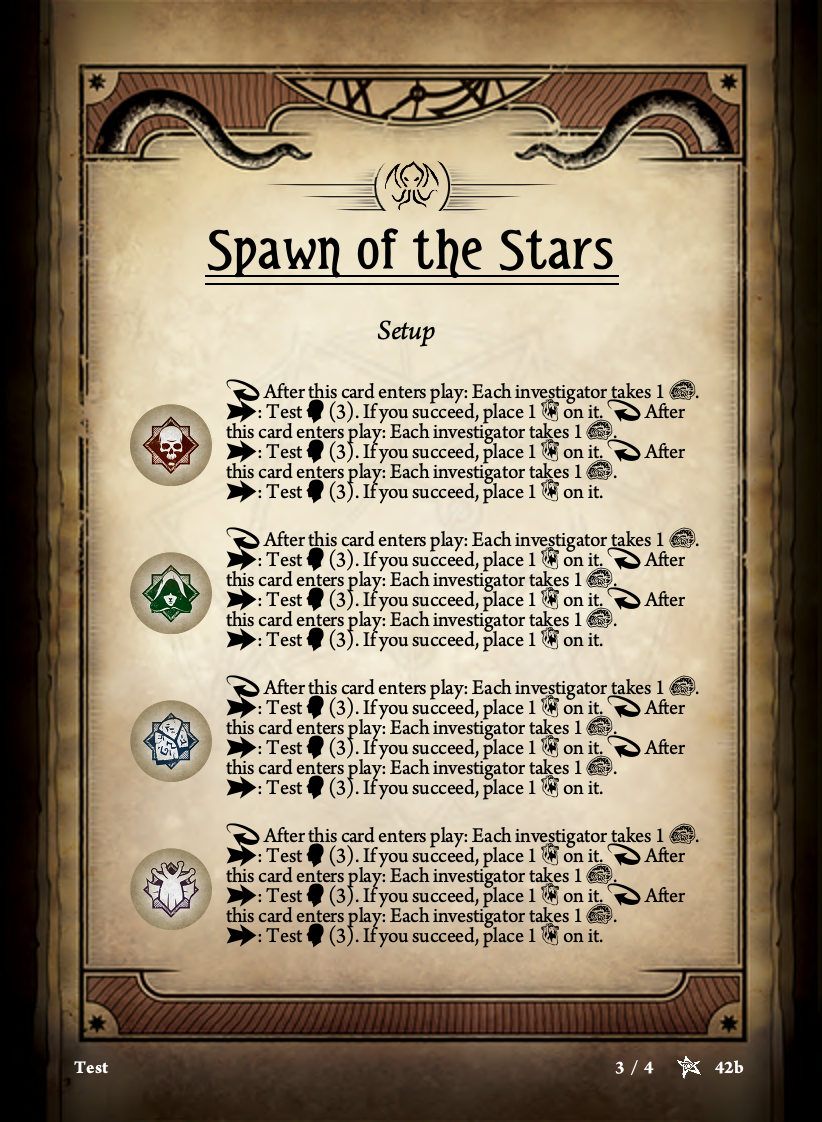 Spawn of the Stars
Setup
After this card enters play: Each investigator takes 1 .
: Test (3). If you succeed, place 1 on it. After
this card enters play: Each investigator takes 1 .
: Test (3). If you succeed, place 1 on it. After
this card enters play: Each investigator takes 1 .
: Test (3). If you succeed, place 1 on it.
After this card enters play: Each investigator takes 1 .
: Test (3). If you succeed, place 1 on it. After
this card enters play: Each investigator takes 1 .
: Test (3). If you succeed, place 1 on it. After
this card enters play: Each investigator takes 1 .
: Test (3). If you succeed, place 1 on it.
After this card enters play: Each investigator takes 1 .
: Test (3). If you succeed, place 1 on it. After
this card enters play: Each investigator takes 1 .
: Test (3). If you succeed, place 1 on it. After
this card enters play: Each investigator takes 1 .
: Test (3). If you succeed, place 1 on it.
After this card enters play: Each investigator takes 1 .
: Test (3). If you succeed, place 1 on it. After
this card enters play: Each investigator takes 1 .
: Test (3). If you succeed, place 1 on it. After
this card enters play: Each investigator takes 1 .
: Test (3). If you succeed, place 1 on it.
Test 3 / 4 42b